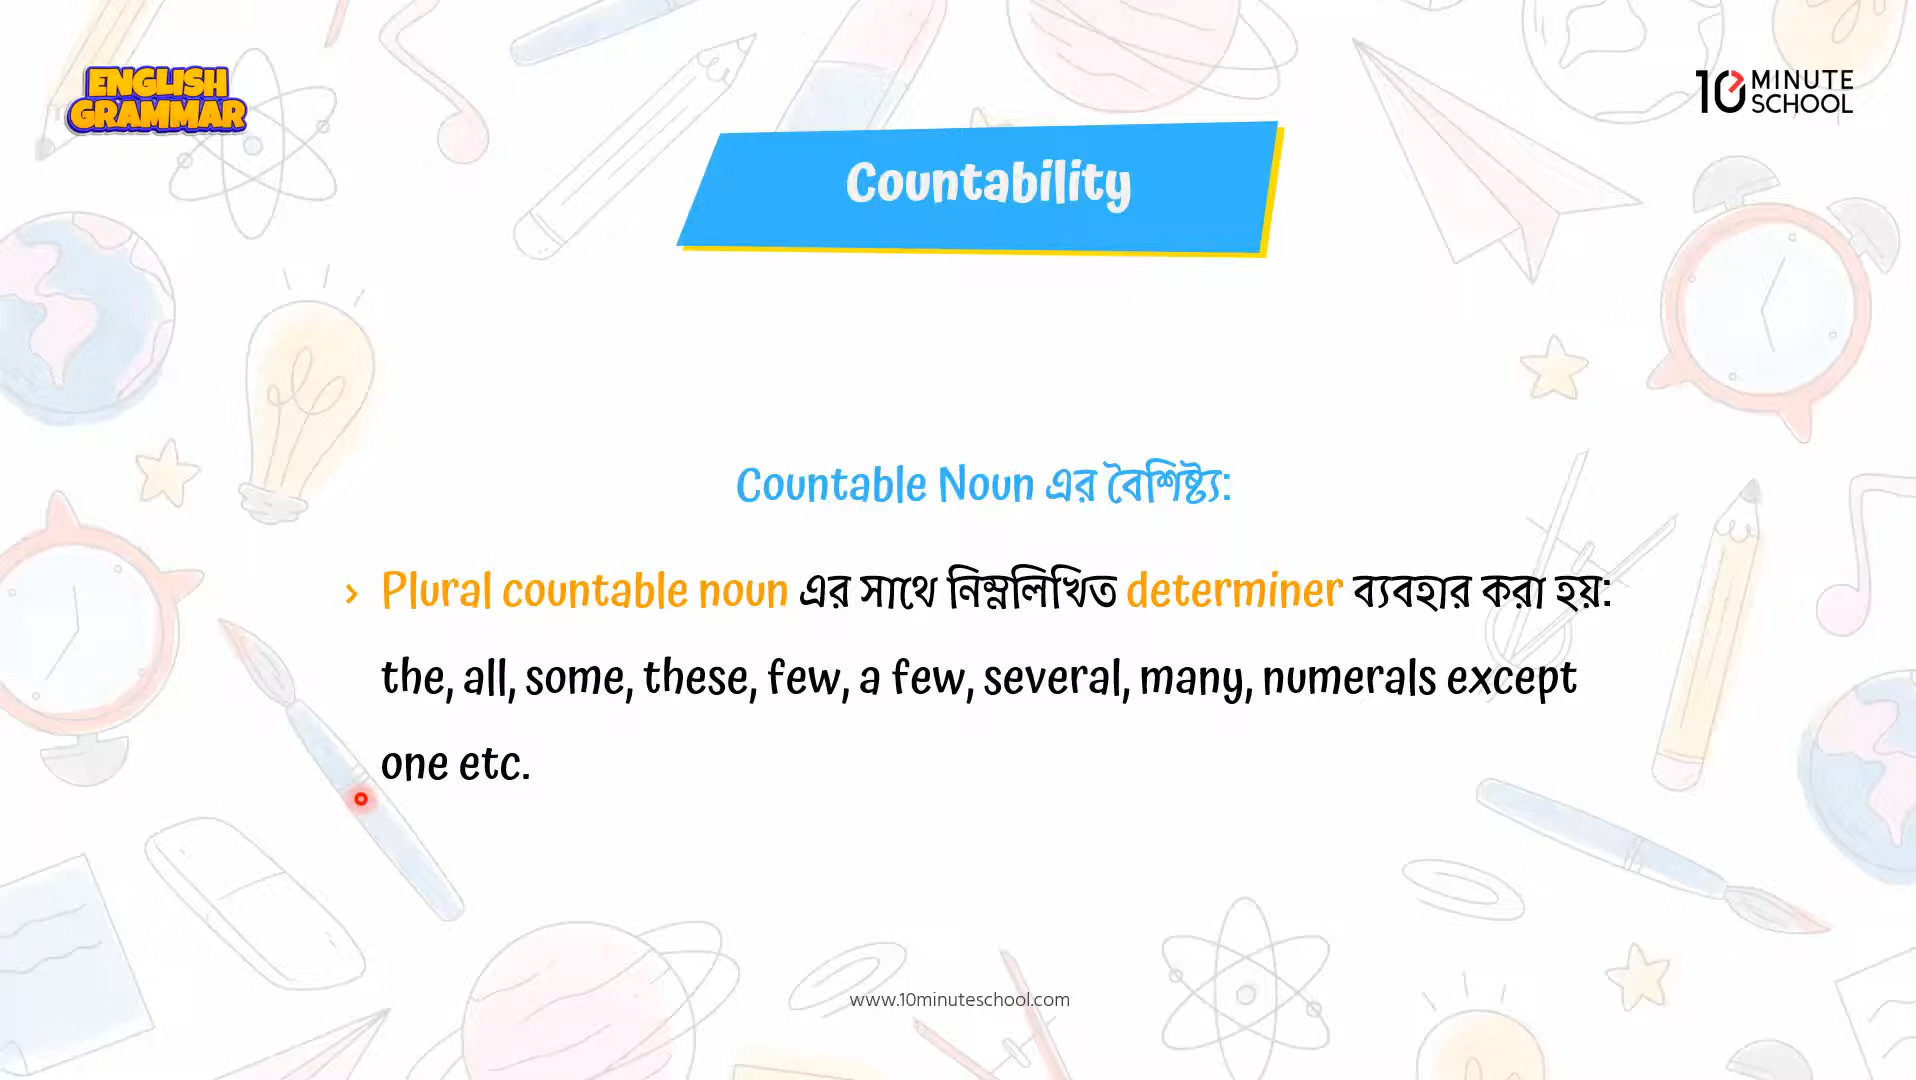 ENGLISH
GRAMMAR
10 MINUTE
SCHOOL
Countability
Countable Noun এর বৈশিষ্ট্য:
› Plural countable noun এর সাথে নিম্নলিখিত determiner ব্যবহার করা হয়:
the, all, some, these, few, a few, several, many, numerals except
one etc.
www.10minuteschool.com